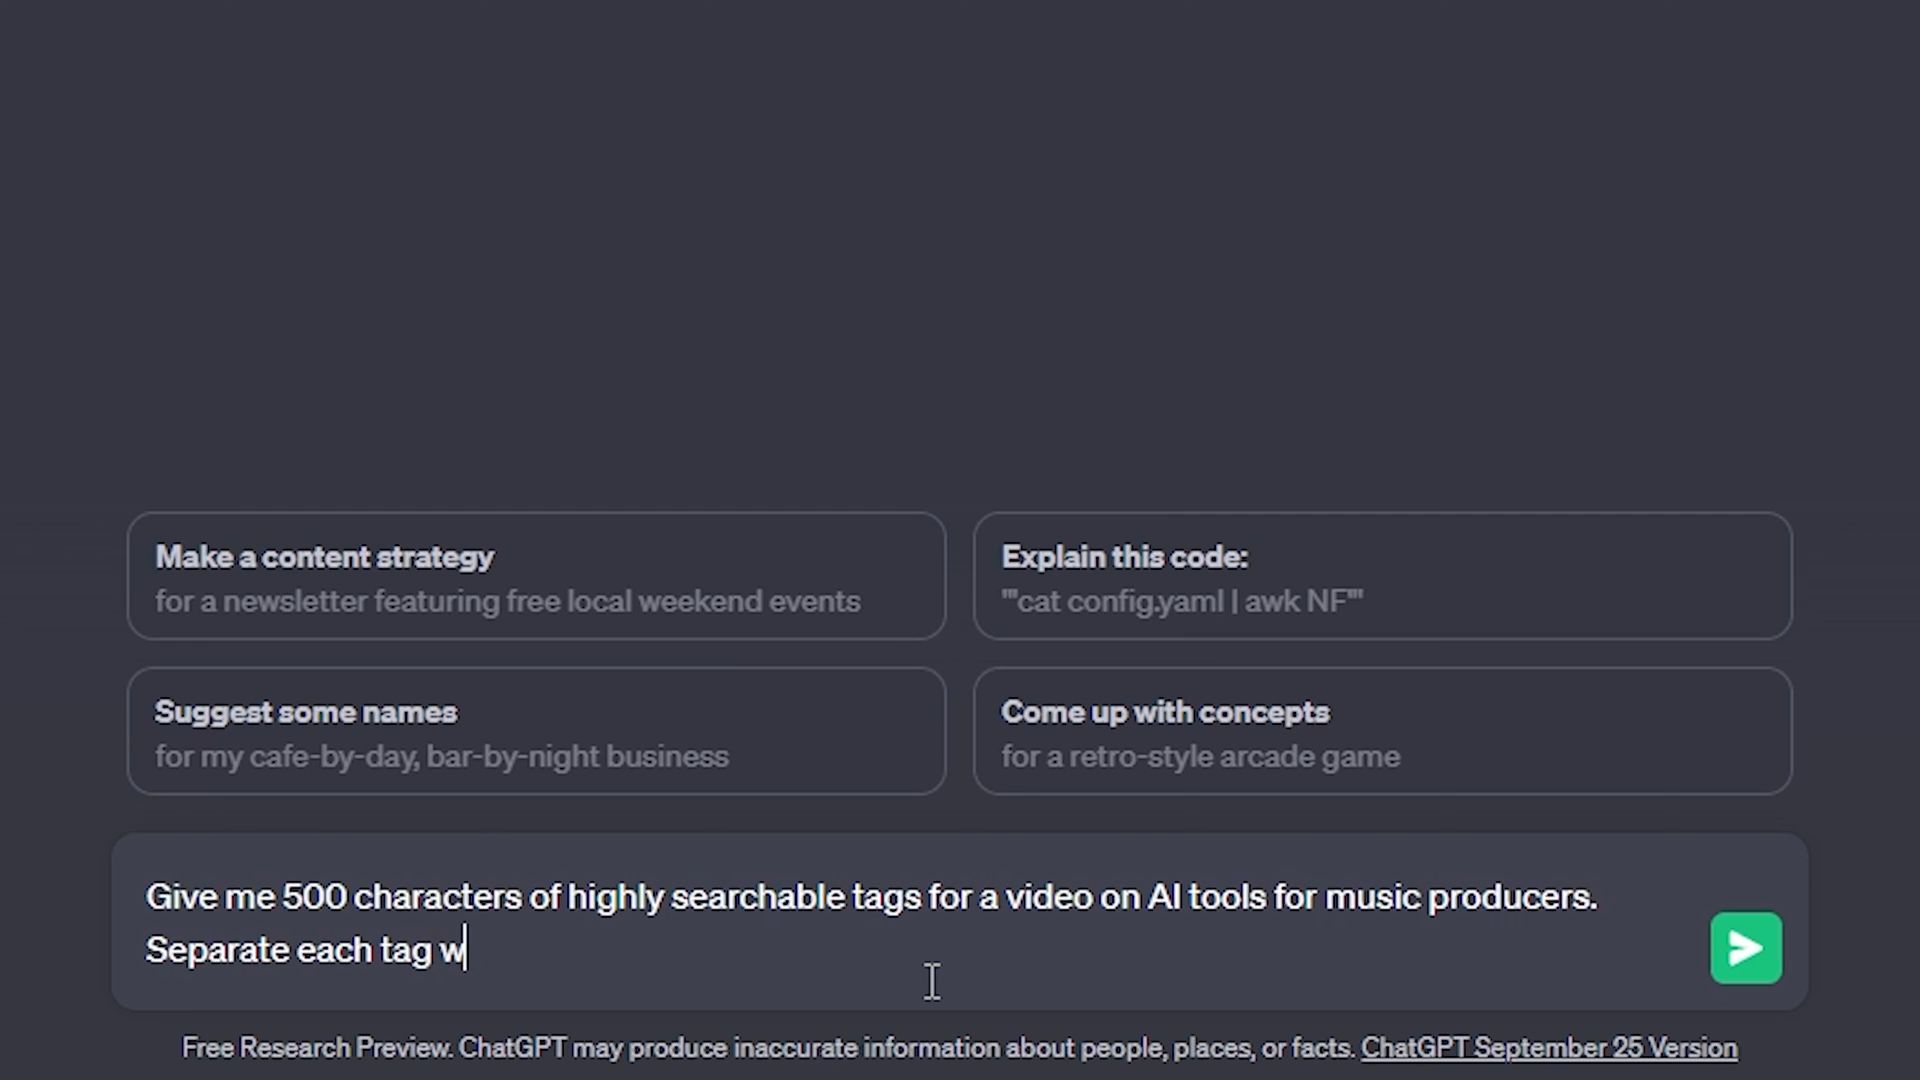 Make a content strategy
for a newsletter featuring free local weekend events
Explain this code:
"'cat config.yaml | awk NF'"
Suggest some names
for my cafe-by-day, bar-by-night business
Come up with concepts
for a retro-style arcade game
Give me 500 characters of highly searchable tags for a video on AI tools for music producers.
Separate each tag w
Free Research Preview. ChatGPT may produce inaccurate information about people, places, or facts. ChatGPT September 25 Version